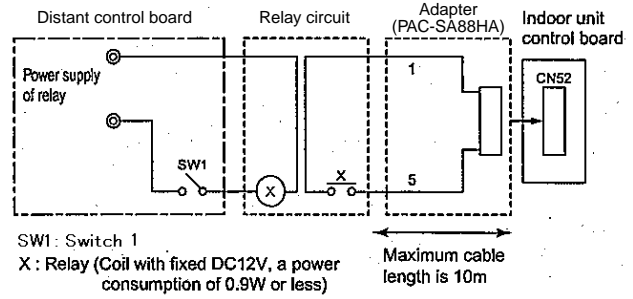 Distant control board
Relay circuit
Adapter
(PAC-SA88HA)
Indoor unit
control board
Power supply
of relay
1
CN52
SW1
X
X
5
SW1: Switch 1
X : Relay (Coil with fixed DC12V, a power
consumption of 0.9W or less)
Maximum cable
length is 10m